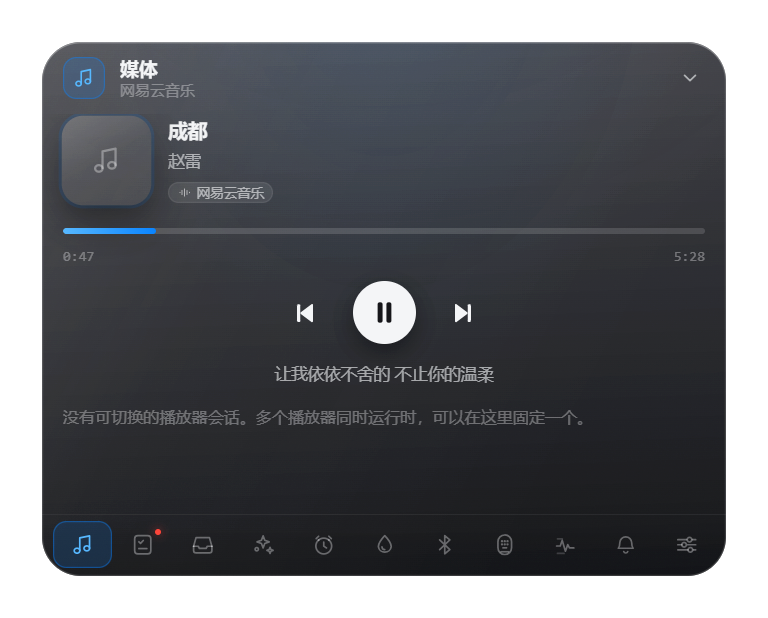 媒体
网易云音乐
成都
赵雷
网易云音乐
0:47
5:28
让我依依不舍的 不止你的温柔
没有可切换的播放器会话。多个播放器同时运行时，可以在这里固定一个。